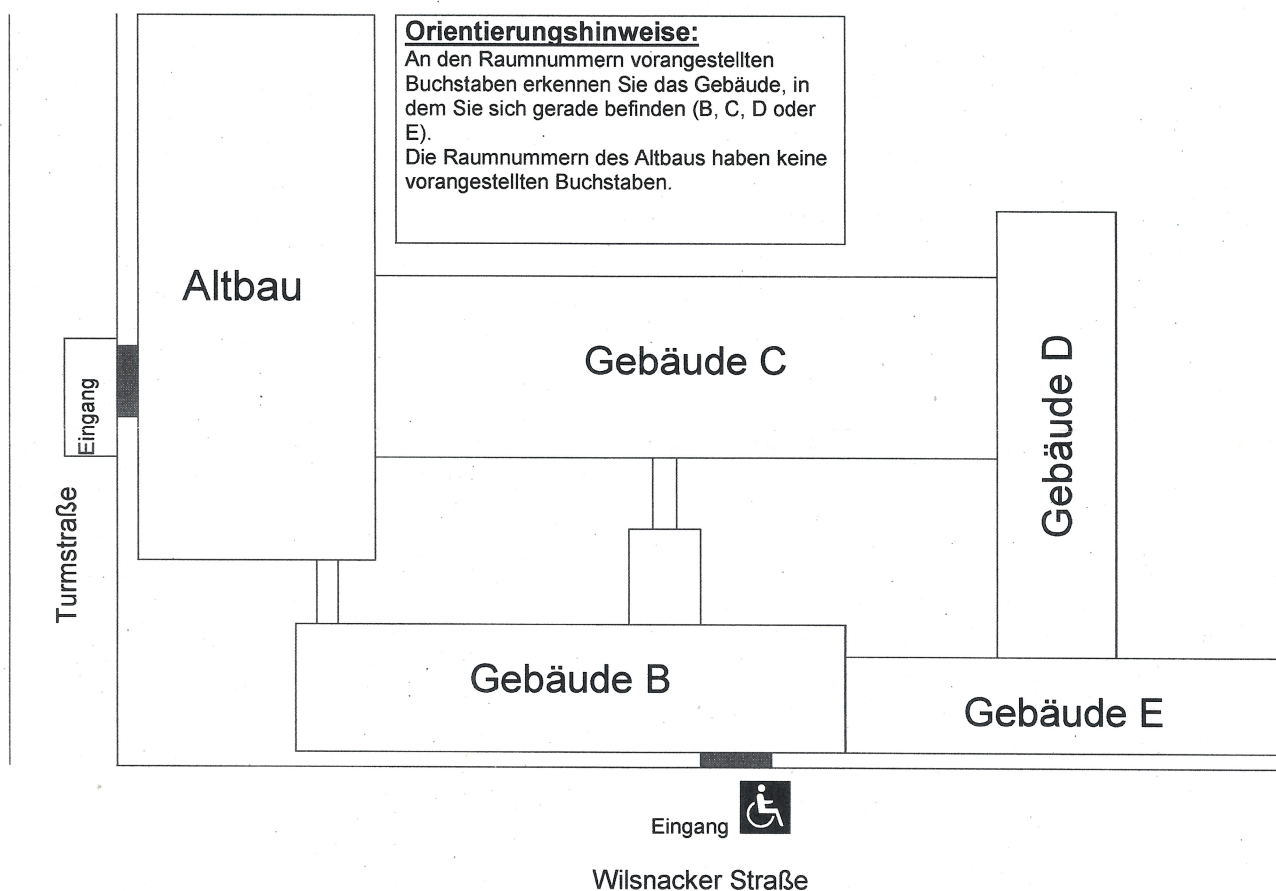 Orientierungshinweise:
An den Raumnummern vorangestellten
Buchstaben erkennen Sie das Gebäude, in
dem Sie sich gerade befinden (B, C, D oder
E).
Die Raumnummern des Altbaus haben keine
vorangestellten Buchstaben.
Altbau
Gebäude C
Gebäude D
Eingang
Turmstraße
Gebäude B
Gebäude E
Eingang
Wilsnacker Straße